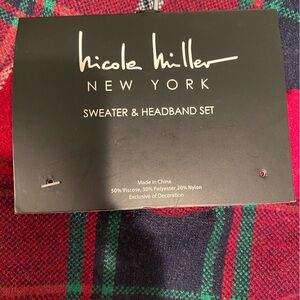 nicole miller
NEW YORK
SWEATER & HEADBAND SET
Made in China
50% Viscose, 30% Polyester, 20% Nylon
Exclusive of Decoration